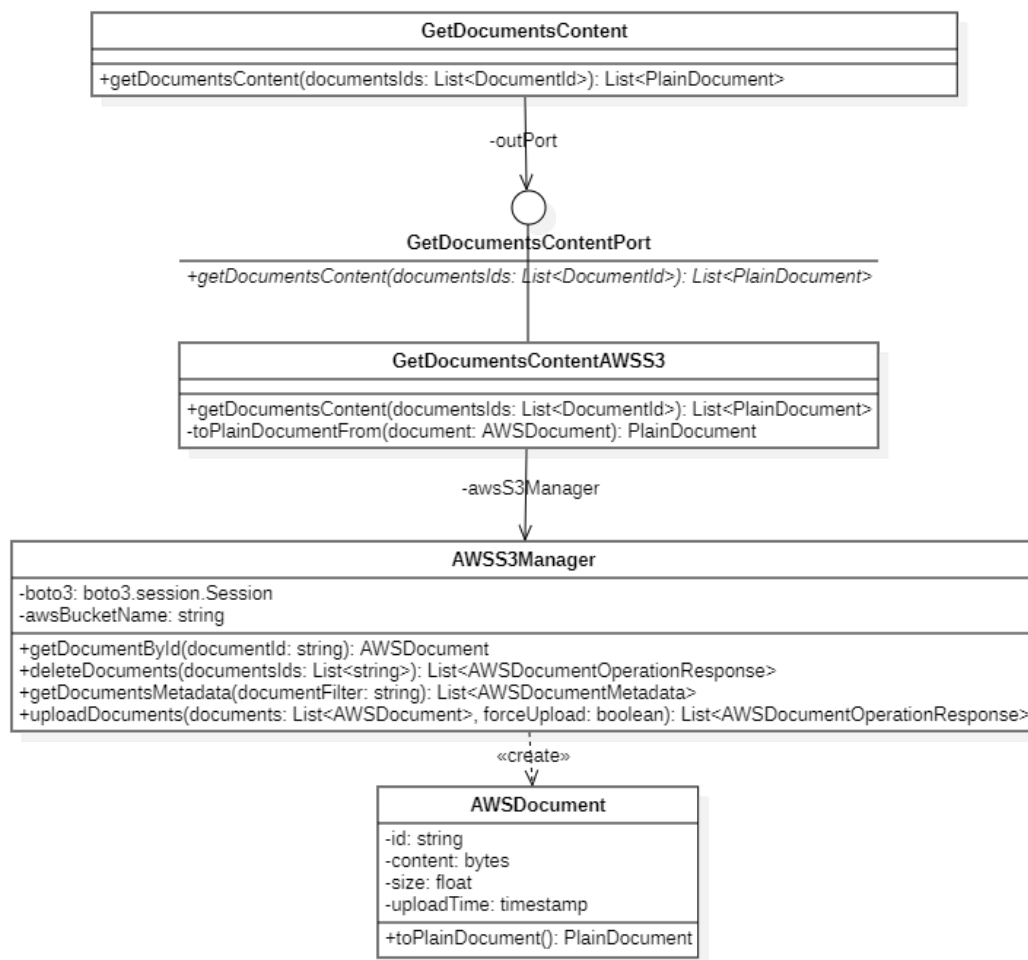 GetDocumentsContent
+getDocumentsContent(documentsIds: List<DocumentId>): List<PlainDocument>
-outPort
GetDocumentsContentPort
+getDocumentsContent(documentsIds: List<DocumentId>): List<PlainDocument>
GetDocumentsContentAWSS3
+getDocumentsContent(documentsIds: List<DocumentId>): List<PlainDocument>
-toPlainDocumentFrom(document: AWSDocument): PlainDocument
-awsS3Manager
AWSS3Manager
-boto3: boto3.session.Session
-awsBucketName: string
+getDocumentById(documentId: string): AWSDocument
+deleteDocuments(documentsIds: List<string>): List<AWSDocumentOperationResponse>
+getDocumentsMetadata(documentFilter: string): List<AWSDocumentMetadata>
+uploadDocuments(documents: List<AWSDocument>, forceUpload: boolean): List<AWSDocumentOperationResponse>
«create»
AWSDocument
-id: string
-content: bytes
-size: float
-uploadTime: timestamp
+toPlainDocument(): PlainDocument